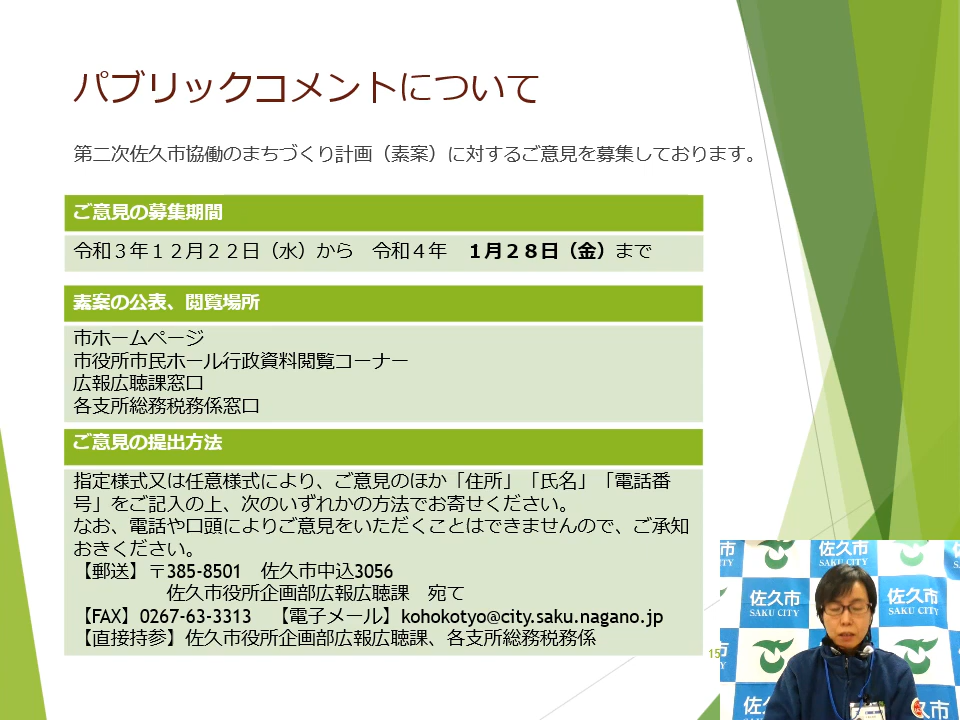 パブリックコメントについて
第二次佐久市協働のまちづくり計画（素案）に対するご意見を募集しております。
ご意見の募集期間
令和３年１２月２２日（水）から　令和４年　１月２８日（金）まで
素案の公表、閲覧場所
市ホームページ
市役所市民ホール行政資料閲覧コーナー
広報広聴課窓口
各支所総務税務係窓口
ご意見の提出方法
指定様式又は任意様式により、ご意見のほか「住所」「氏名」「電話番
号」をご記入の上、次のいずれかの方法でお寄せください。
なお、電話や口頭によりご意見をいただくことはできませんので、ご承知
おきください。
【郵送】〒385-8501　佐久市中込3056
佐久市役所企画部広報広聴課　宛て
【FAX】0267-63-3313　【電子メール】kohokotyo@city.saku.nagano.jp
【直接持参】佐久市役所企画部広報広聴課、各支所総務税務係
15
佐久市
SAKU CITY
佐久市
SAKU CITY
佐久市
SAKU CITY